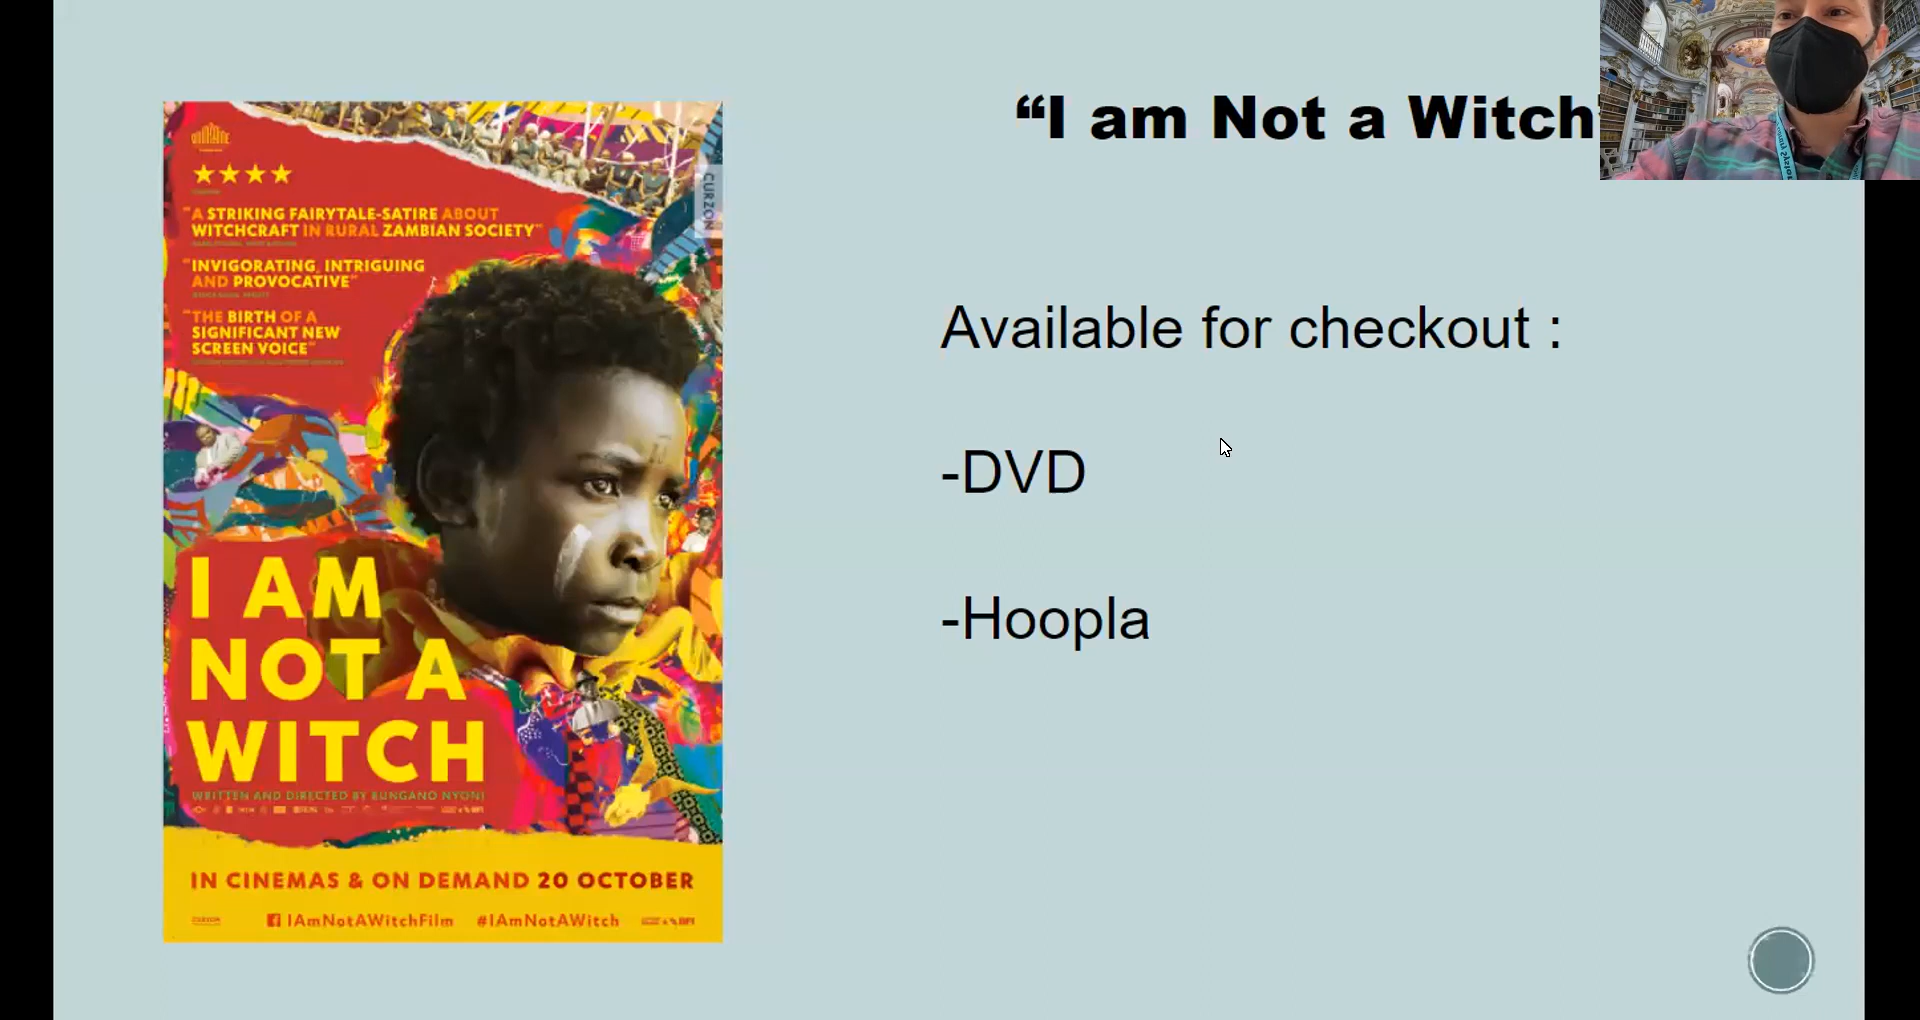 “I am Not a Witch
Available for checkout :
-DVD
-Hoopla
CURZON
"A STRIKING FAIRYTALE-SATIRE ABOUT
WITCHCRAFT IN RURAL ZAMBIAN SOCIETY"
"INVIGORATING, INTRIGUING
AND PROVOCATIVE"
"THE BIRTH OF A
SIGNIFICANT NEW
SCREEN VOICE"
I AM
NOT A
WITCH
WRITTEN AND DIRECTED BY RUNGANO NYONI
IN CINEMAS & ON DEMAND 20 OCTOBER
IAmNotAWitchFilm #IAmNotAWitch